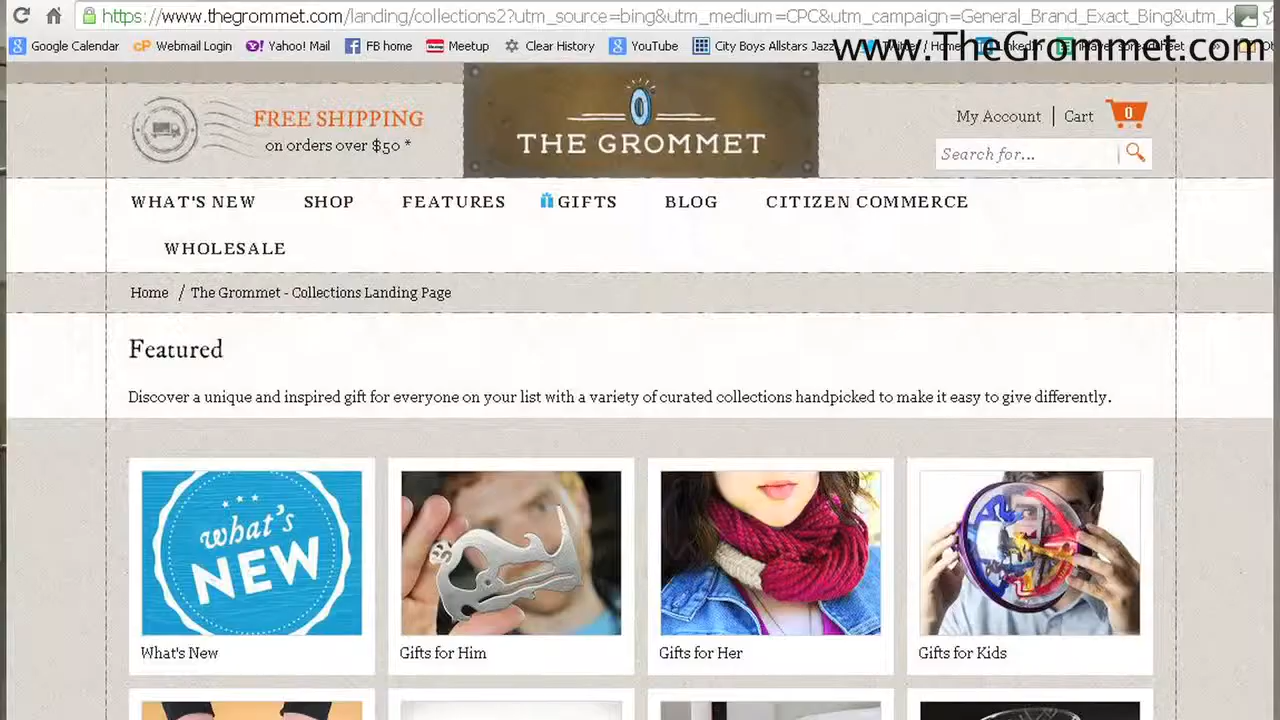 https://www.thegrommet.com/landing/collections2?utm_source=bing&utm_medium=CPC&utm_campaign=General_Brand_Exact_Bing&utm_k
Google Calendar Webmail Login Yahoo! Mail FB home Meetup Clear History YouTube City Boys Allstars Jazz
www.TheGrommet.com
FREE SHIPPING
on orders over $50 *
THE GROMMET
My Account | Cart 0
Search for...
WHAT'S NEW SHOP FEATURES GIFTS BLOG CITIZEN COMMERCE
WHOLESALE
Home / The Grommet - Collections Landing Page
Featured
Discover a unique and inspired gift for everyone on your list with a variety of curated collections handpicked to make it easy to give differently.
what's
NEW
What's New Gifts for Him Gifts for Her Gifts for Kids